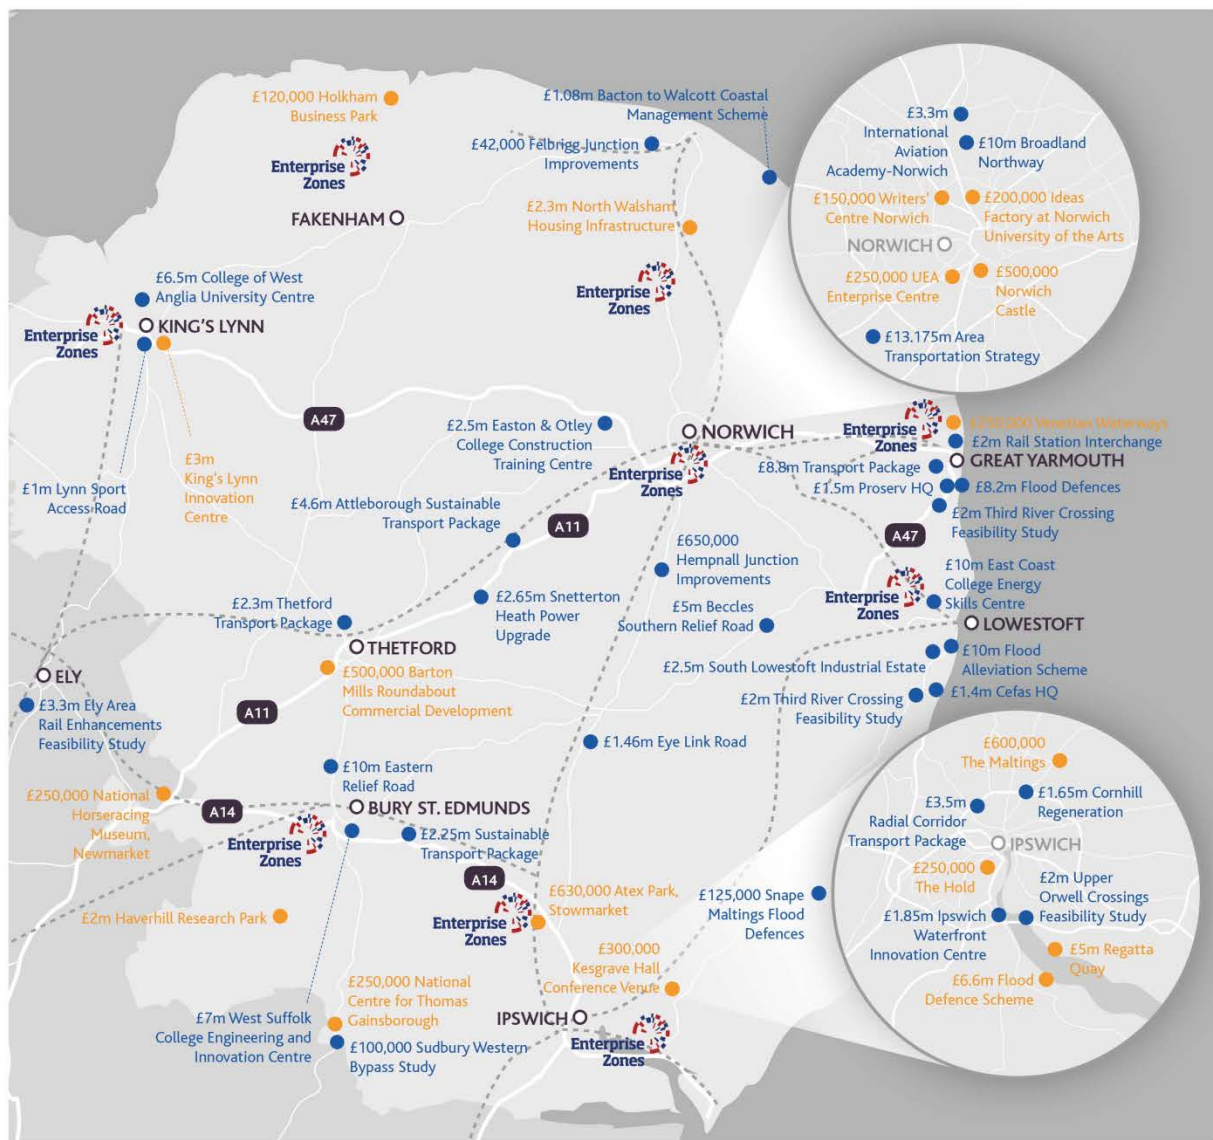 £120,000 Holkham
Business Park
Enterprise
Zones
FAKENHAM
£1.08m Bacton to Walcott Coastal
Management Scheme
£42,000 Felbrigg Junction
Improvements
£2.3m North Walsham
Housing Infrastructure
Enterprise
Zones
£3.3m
International
Aviation
Academy-Norwich
£10m Broadland
Northway
£150,000 Writers'
Centre Norwich
£200,000 Ideas
Factory at Norwich
University of the Arts
NORWICH
£250,000 UEA
Enterprise Centre
£500,000
Norwich
Castle
£13.175m Area
Transportation Strategy
£6.5m College of West
Anglia University Centre
Enterprise
Zones
KING'S LYNN
A47
£1m Lynn Sport
Access Road
£3m
King's Lynn
Innovation
Centre
£2.5m Easton & Otley
College Construction
Training Centre
NORWICH
Enterprise
Zones
Enterprise
Zones
Venetian Waterways
£2m Rail Station Interchange
GREAT YARMOUTH
£8.8m Transport Package
£1.5m Proserv HQ
£8.2m Flood Defences
£2m Third River Crossing
Feasibility Study
A47
£4.6m Attleborough Sustainable
Transport Package
A11
£650,000
Hempnall Junction
Improvements
£10m East Coast
College Energy
Skills Centre
Enterprise
Zones
£2.3m Thetford
Transport Package
£2.65m Snetterton
Heath Power
Upgrade
£5m Beccles
Southern Relief Road
LOWESTOFT
THETFORD
£500,000 Barton
Mills Roundabout
Commercial Development
£2.5m South Lowestoft Industrial Estate
£10m Flood
Alleviation Scheme
£2m Third River Crossing
Feasibility Study
£1.4m Cefas HQ
ELY
£3.3m Ely Area
Rail Enhancements
Feasibility Study
A11
£1.46m Eye Link Road
£10m Eastern
Relief Road
BURY ST. EDMUNDS
£250,000 National
Horseracing
Museum,
Newmarket
A14
Enterprise
Zones
£2.25m Sustainable
Transport Package
A14
£2m Haverhill Research Park
£630,000 Atex Park,
Stowmarket
Enterprise
Zones
£125,000 Snape
Maltings Flood
Defences
£300,000
Kesgrave Hall
Conference Venue
£250,000 National
Centre for Thomas
Gainsborough
£7m West Suffolk
College Engineering and
Innovation Centre
£100,000 Sudbury Western
Bypass Study
IPSWICH
Enterprise
Zones
£600,000
The Maltings
£1.65m Cornhill
Regeneration
£3.5m
Radial Corridor
Transport Package
IPSWICH
£250,000
The Hold
£2m Upper
Orwell Crossings
Feasibility Study
£1.85m Ipswich
Waterfront
Innovation Centre
£5m Regatta
Quay
£6.6m Flood
Defence Scheme